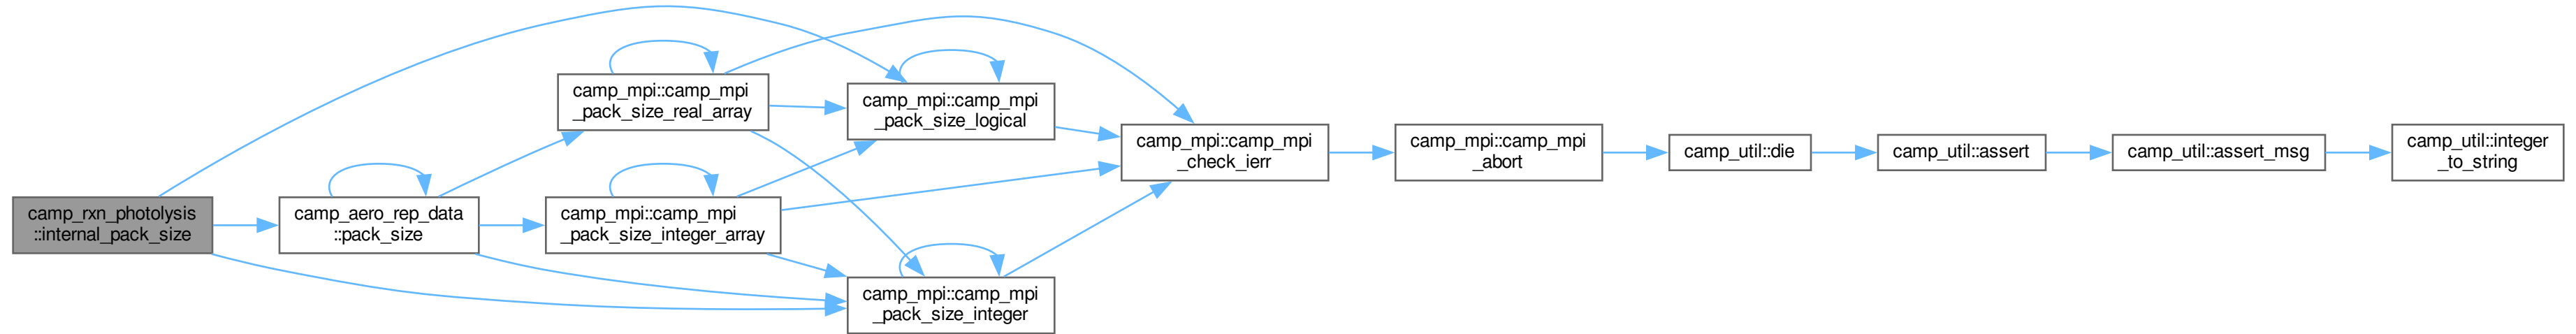 camp_rxn_photolysis
::internal_pack_size
camp_aero_rep_data
::pack_size
camp_mpi::camp_mpi
_pack_size_real_array
camp_mpi::camp_mpi
_pack_size_integer_array
camp_mpi::camp_mpi
_pack_size_logical
camp_mpi::camp_mpi
_pack_size_integer
camp_mpi::camp_mpi
_check_ierr
camp_mpi::camp_mpi
_abort
camp_util::die
camp_util::assert
camp_util::assert_msg
camp_util::integer
_to_string